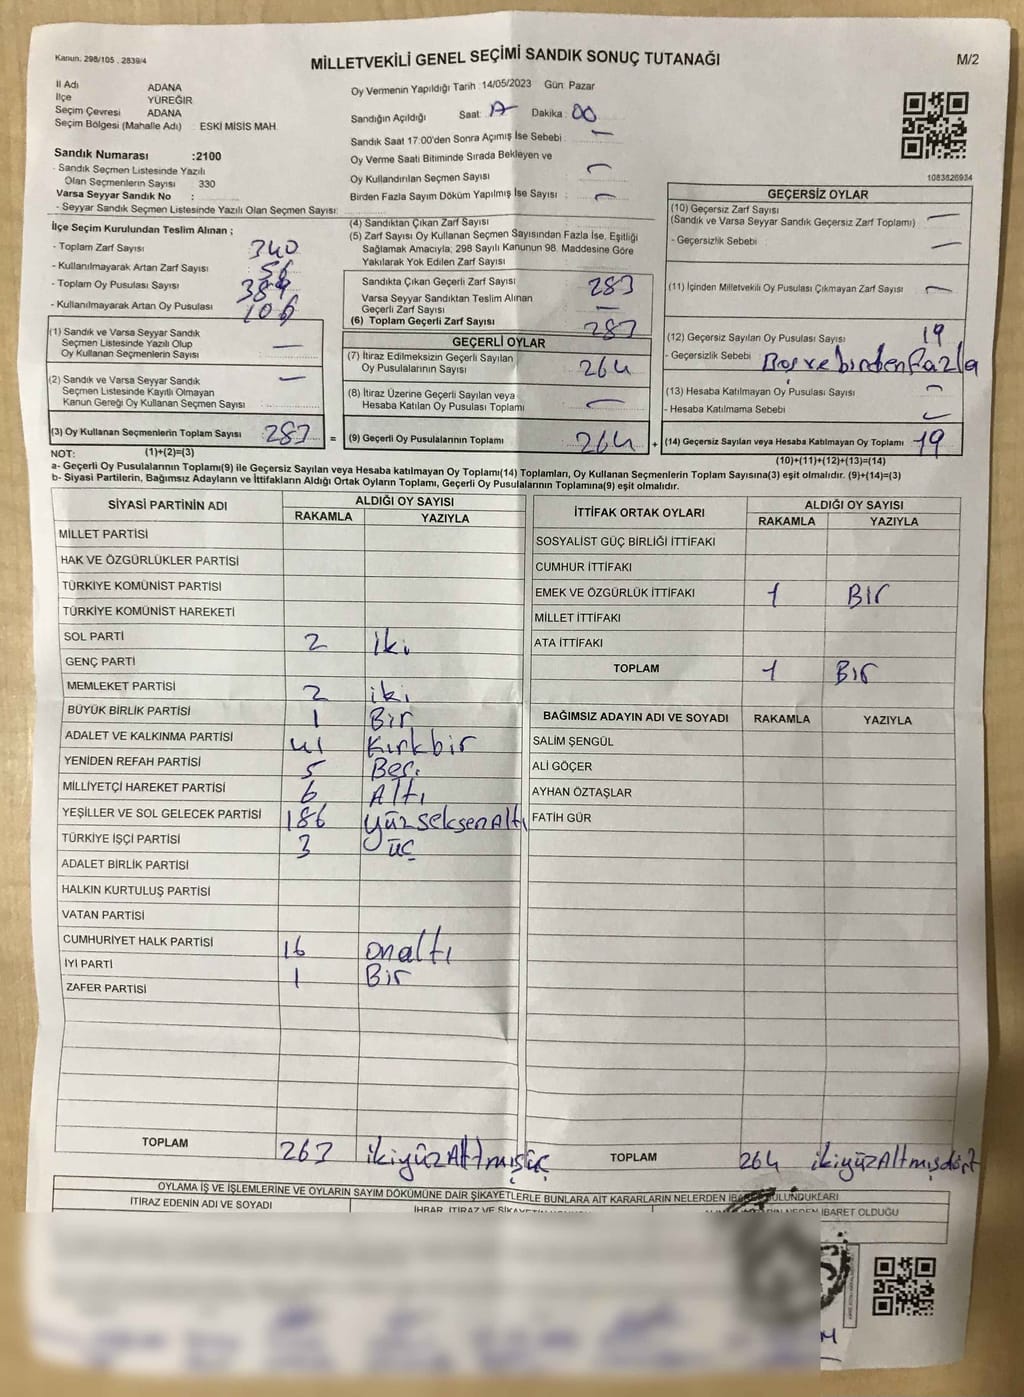 Kanun: 298/105 , 2839/4
MİLLETVEKİLİ GENEL SEÇİMİ SANDIK SONUÇ TUTANAĞI
M/2
İl Adı ADANA
İlçe YÜREĞİR
Seçim Çevresi ADANA
Seçim Bölgesi (Mahalle Adı) : ESKİ MİSİS MAH.
Oy Vermenin Yapıldığı Tarih :14/05/2023 Gün: Pazar
Sandığın Açıldığı Saat: Dakika: 00
Sandık Saat 17:00'den Sonra Açımış İse Sebebi : —
Oy Verme Saati Bitiminde Sırada Bekleyen ve
Oy Kullandırılan Seçmen Sayısı —
Birden Fazla Sayım Döküm Yapılmış İse Sayısı : —
Sandık Numarası :2100
- Sandık Seçmen Listesinde Yazılı
Olan Seçmenlerin Sayısı 330
Varsa Seyyar Sandık No :
- Seyyar Sandık Seçmen Listesinde Yazılı Olan Seçmen Sayısı:
1083626934
İlçe Seçim Kurulundan Teslim Alınan ;
- Toplam Zarf Sayısı 340
- Kullanılmayarak Artan Zarf Sayısı
- Toplam Oy Pusulası Sayısı
- Kullanılmayarak Artan Oy Pusulası 106
(1) Sandık ve Varsa Seyyar Sandık
Seçmen Listesinde Yazılı Olup
Oy Kullanan Seçmenlerin Sayısı —
(2) Sandık ve Varsa Seyyar Sandık
Seçmen Listesinde Kayıtlı Olmayan
Kanun Gereği Oy Kullanan Seçmen Sayısı —
(3) Oy Kullanan Seçmenlerin Toplam Sayısı 283
(4) Sandıktan Çıkan Zarf Sayısı
(5) Zarf Sayısı Oy Kullanan Seçmen Sayısından Fazla İse, Eşitliği
Sağlamak Amacıyla; 298 Sayılı Kanunun 98. Maddesine Göre
Yakılarak Yok Edilen Zarf Sayısı
Sandıkta Çıkan Geçerli Zarf Sayısı 283
Varsa Seyyar Sandıktan Teslim Alınan
Geçerli Zarf Sayısı —
(6) Toplam Geçerli Zarf Sayısı 283
GEÇERLİ OYLAR
(7) İtiraz Edilmeksizin Geçerli Sayılan
Oy Pusulalarının Sayısı 264
(8) İtiraz Üzerine Geçerli Sayılan veya
Hesaba Katılan Oy Pusulası Toplamı —
= (9) Geçerli Oy Pusulalarının Toplamı 264 +
GEÇERSİZ OYLAR
(10) Geçersiz Zarf Sayısı
(Sandık ve Varsa Seyyar Sandık Geçersiz Zarf Toplamı) —
- Geçersizlik Sebebi : —
(11) İçinden Milletvekili Oy Pusulası Çıkmayan Zarf Sayısı : —
(12) Geçersiz Sayılan Oy Pusulası Sayısı : 19
- Geçersizlik Sebebi Boş ve birden fazla
(13) Hesaba Katılmayan Oy Pusulası Sayısı : —
- Hesaba Katılmama Sebebi : —
(14) Geçersiz Sayılan veya Hesaba Katılmayan Oy Toplamı 19
NOT: (1)+(2)=(3)
(10)+(11)+(12)+(13)=(14)
a- Geçerli Oy Pusulalarının Toplamı(9) ile Geçersiz Sayılan veya Hesaba katılmayan Oy Toplamı(14) Toplamları, Oy Kullanan Seçmenlerin Toplam Sayısına(3) eşit olmalıdır. (9)+(14)=(3)
b- Siyasi Partilerin, Bağımsız Adayların ve İttifakların Aldığı Ortak Oyların Toplamı, Geçerli Oy Pusulalarının Toplamına(9) eşit olmalıdır.
SİYASİ PARTİNİN ADI ALDIĞI OY SAYISI
RAKAMLA YAZIYLA
MİLLET PARTİSİ
HAK VE ÖZGÜRLÜKLER PARTİSİ
TÜRKİYE KOMÜNİST PARTİSİ
TÜRKİYE KOMÜNİST HAREKETİ
SOL PARTİ 2 İki
GENÇ PARTİ
MEMLEKET PARTİSİ 2 iki
BÜYÜK BİRLİK PARTİSİ 1 Bir
ADALET VE KALKINMA PARTİSİ 41 Kırkbir
YENİDEN REFAH PARTİSİ 5 Beş
MİLLİYETÇİ HAREKET PARTİSİ 6 Altı
YEŞİLLER VE SOL GELECEK PARTİSİ 186 yüzseksenaltı
TÜRKİYE İŞÇİ PARTİSİ 3 üç
ADALET BİRLİK PARTİSİ
HALKIN KURTULUŞ PARTİSİ
VATAN PARTİSİ
CUMHURİYET HALK PARTİSİ 16 onaltı
İYİ PARTİ 1 Bir
ZAFER PARTİSİ
TOPLAM 263 ikiyüzAltmışüç
İTTİFAK ORTAK OYLARI ALDIĞI OY SAYISI
RAKAMLA YAZIYLA
SOSYALİST GÜÇ BİRLİĞİ İTTİFAKI
CUMHUR İTTİFAKI
EMEK VE ÖZGÜRLÜK İTTİFAKI 1 Bir
MİLLET İTTİFAKI
ATA İTTİFAKI
TOPLAM 1 Bir
BAĞIMSIZ ADAYIN ADI VE SOYADI RAKAMLA YAZIYLA
SALİM ŞENGÜL
ALİ GÖÇER
AYHAN ÖZTAŞLAR
FATİH GÜR
TOPLAM 264 ikiyüzAltmışdört
OYLAMA İŞ VE İŞLEMLERİNE VE OYLARIN SAYIM DÖKÜMÜNE DAİR ŞİKAYETLERLE BUNLARA AİT KARARLARIN NELERDEN İBARET BULUNDUKLARI
İTİRAZ EDENİN ADI VE SOYADI İHBAR, İTİRAZ VE İBARET OLDUĞU